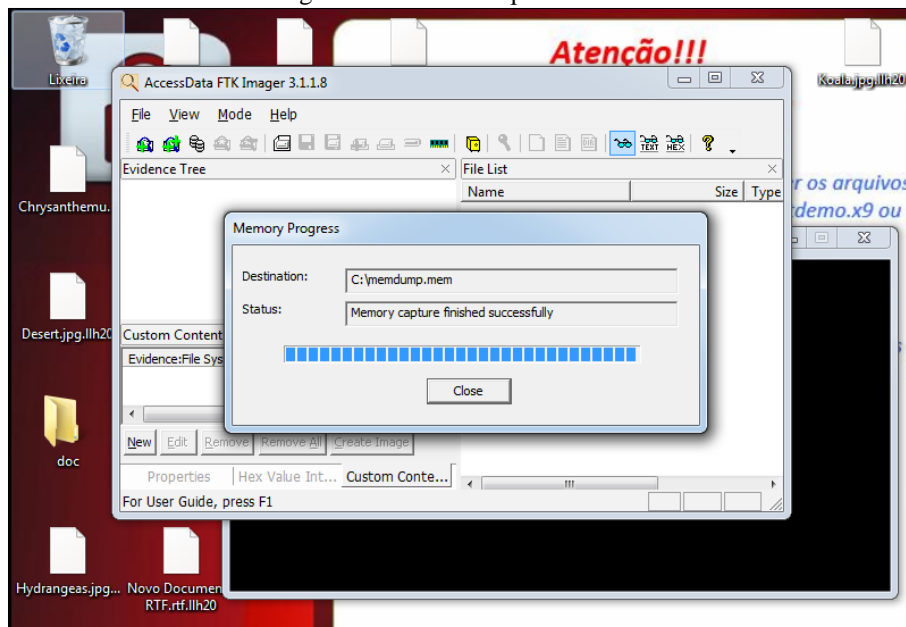 Atenção!!!
Lixeira
AccessData FTK Imager 3.1.1.8
Koala.jpg.llh20
File View Mode Help
TEXT HEX
Evidence Tree
File List
Name Size Type
r os arquivos
Chrysanthemu.
demo.x9 ou
Memory Progress
Destination:
C:\memdump.mem
Status:
Memory capture finished successfully
Desert.jpg.llh20
Custom Content
Evidence:File Sys
Close
New Edit Remove Remove All Create Image
doc
Properties Hex Value Int... Custom Conte...
For User Guide, press F1
Hydrangeas.jpg...
Novo Documen
RTF.rtf.llh20